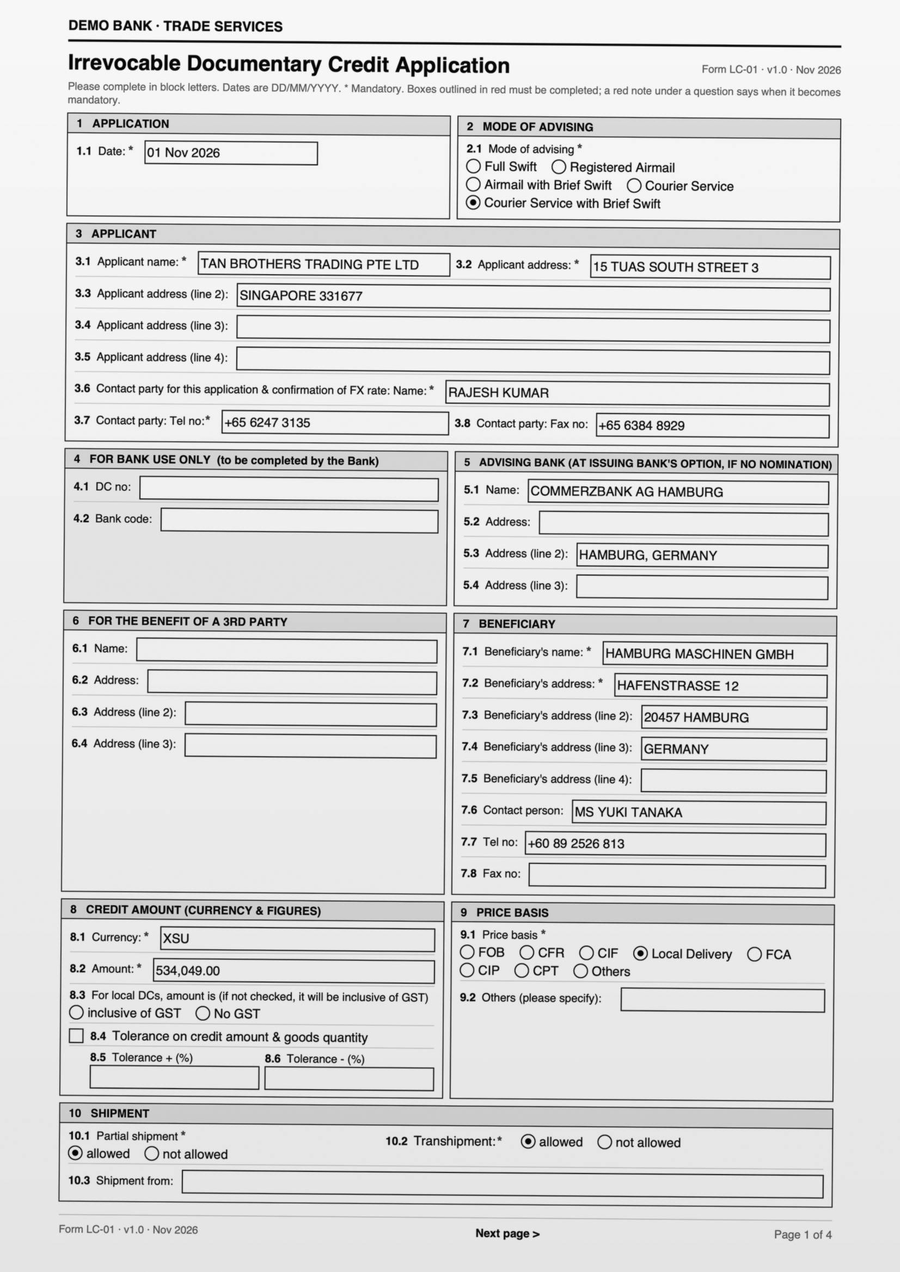 DEMO BANK · TRADE SERVICES
Irrevocable Documentary Credit Application
Form LC-01 · v1.0 · Nov 2026
Please complete in block letters. Dates are DD/MM/YYYY. * Mandatory. Boxes outlined in red must be completed; a red note under a question says when it becomes
mandatory.
1 APPLICATION
1.1 Date: * 01 Nov 2026
2 MODE OF ADVISING
2.1 Mode of advising *
Full Swift Registered Airmail
Airmail with Brief Swift Courier Service
Courier Service with Brief Swift
3 APPLICANT
3.1 Applicant name: * TAN BROTHERS TRADING PTE LTD 3.2 Applicant address: * 15 TUAS SOUTH STREET 3
3.3 Applicant address (line 2): SINGAPORE 331677
3.4 Applicant address (line 3):
3.5 Applicant address (line 4):
3.6 Contact party for this application & confirmation of FX rate: Name: * RAJESH KUMAR
3.7 Contact party: Tel no:* +65 6247 3135 3.8 Contact party: Fax no: +65 6384 8929
4 FOR BANK USE ONLY (to be completed by the Bank)
4.1 DC no:
4.2 Bank code:
5 ADVISING BANK (AT ISSUING BANK'S OPTION, IF NO NOMINATION)
5.1 Name: COMMERZBANK AG HAMBURG
5.2 Address:
5.3 Address (line 2): HAMBURG, GERMANY
5.4 Address (line 3):
6 FOR THE BENEFIT OF A 3RD PARTY
6.1 Name:
6.2 Address:
6.3 Address (line 2):
6.4 Address (line 3):
7 BENEFICIARY
7.1 Beneficiary's name: * HAMBURG MASCHINEN GMBH
7.2 Beneficiary's address: * HAFENSTRASSE 12
7.3 Beneficiary's address (line 2): 20457 HAMBURG
7.4 Beneficiary's address (line 3): GERMANY
7.5 Beneficiary's address (line 4):
7.6 Contact person: MS YUKI TANAKA
7.7 Tel no: +60 89 2526 813
7.8 Fax no:
8 CREDIT AMOUNT (CURRENCY & FIGURES)
8.1 Currency: * XSU
8.2 Amount: * 534,049.00
8.3 For local DCs, amount is (if not checked, it will be inclusive of GST)
inclusive of GST No GST
8.4 Tolerance on credit amount & goods quantity
8.5 Tolerance + (%) 8.6 Tolerance - (%)
9 PRICE BASIS
9.1 Price basis *
FOB CFR CIF Local Delivery FCA
CIP CPT Others
9.2 Others (please specify):
10 SHIPMENT
10.1 Partial shipment *
allowed not allowed
10.2 Transhipment: * allowed not allowed
10.3 Shipment from:
Form LC-01 · v1.0 · Nov 2026
Next page >
Page 1 of 4